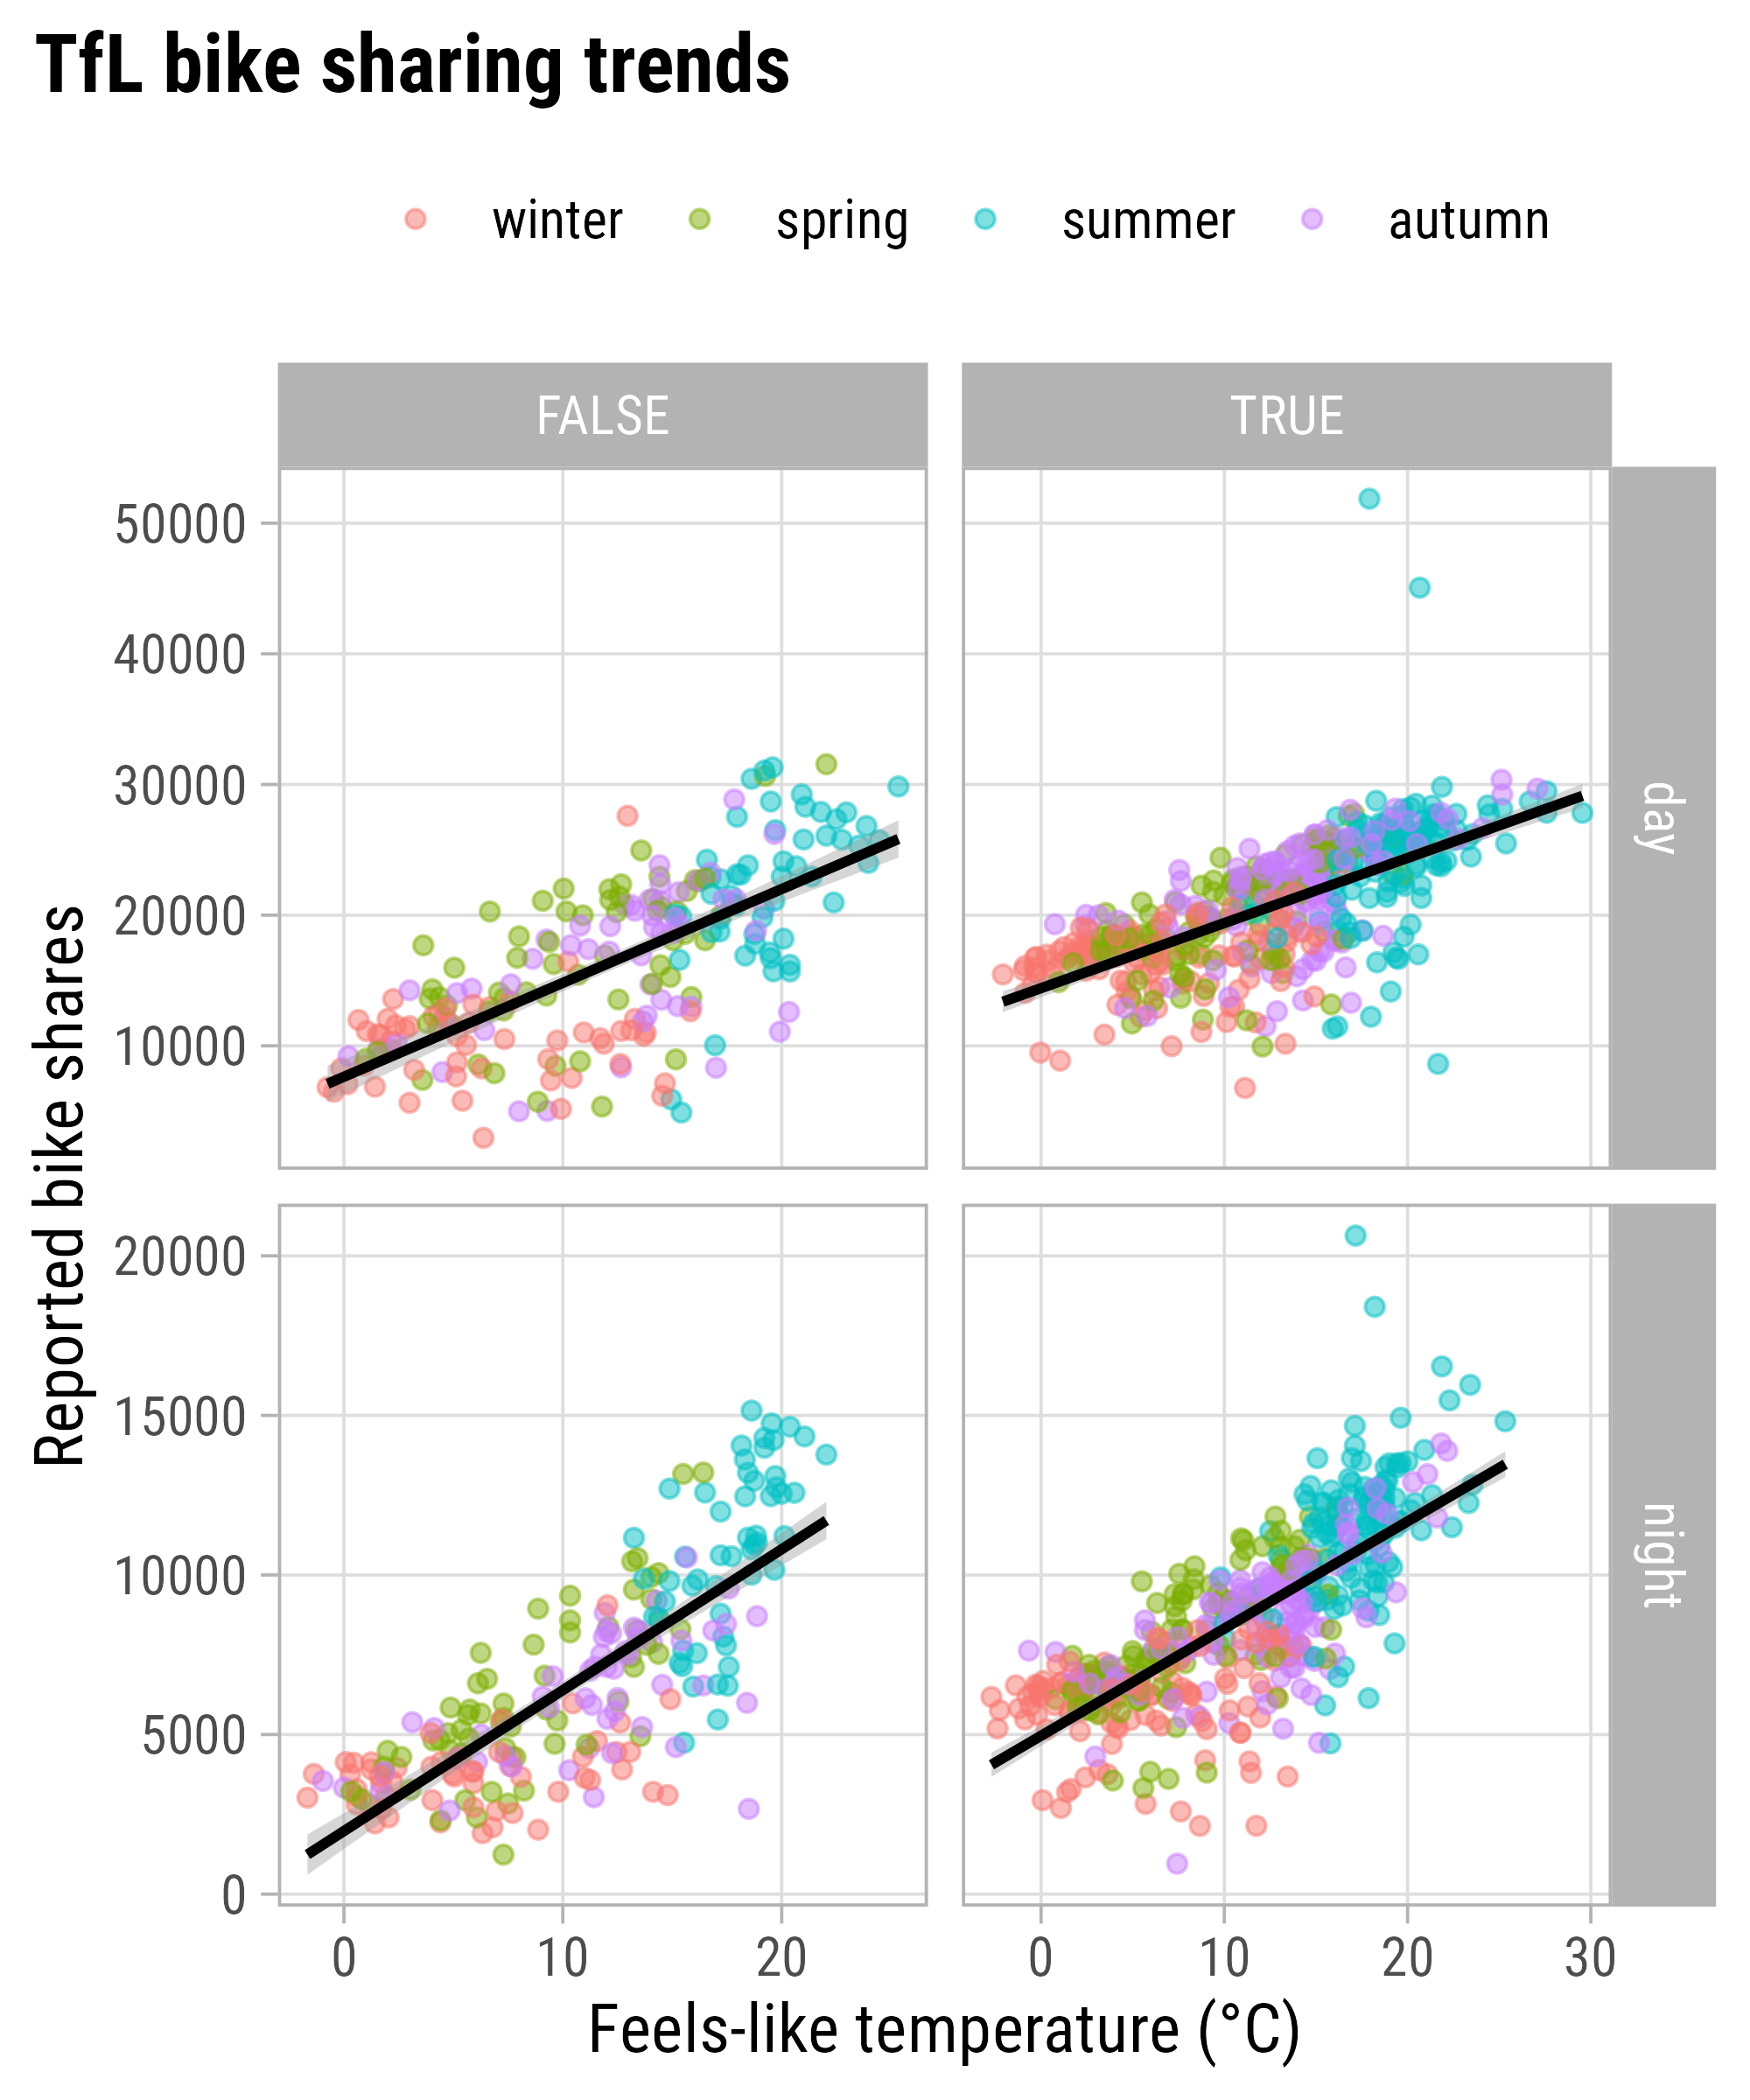 TfL bike sharing trends
winter spring summer autumn
FALSE TRUE
50000
40000
30000
20000
10000
day
Reported bike shares
20000
15000
10000
5000
0
night
0 10 20 0 10 20 30
Feels-like temperature (°C)